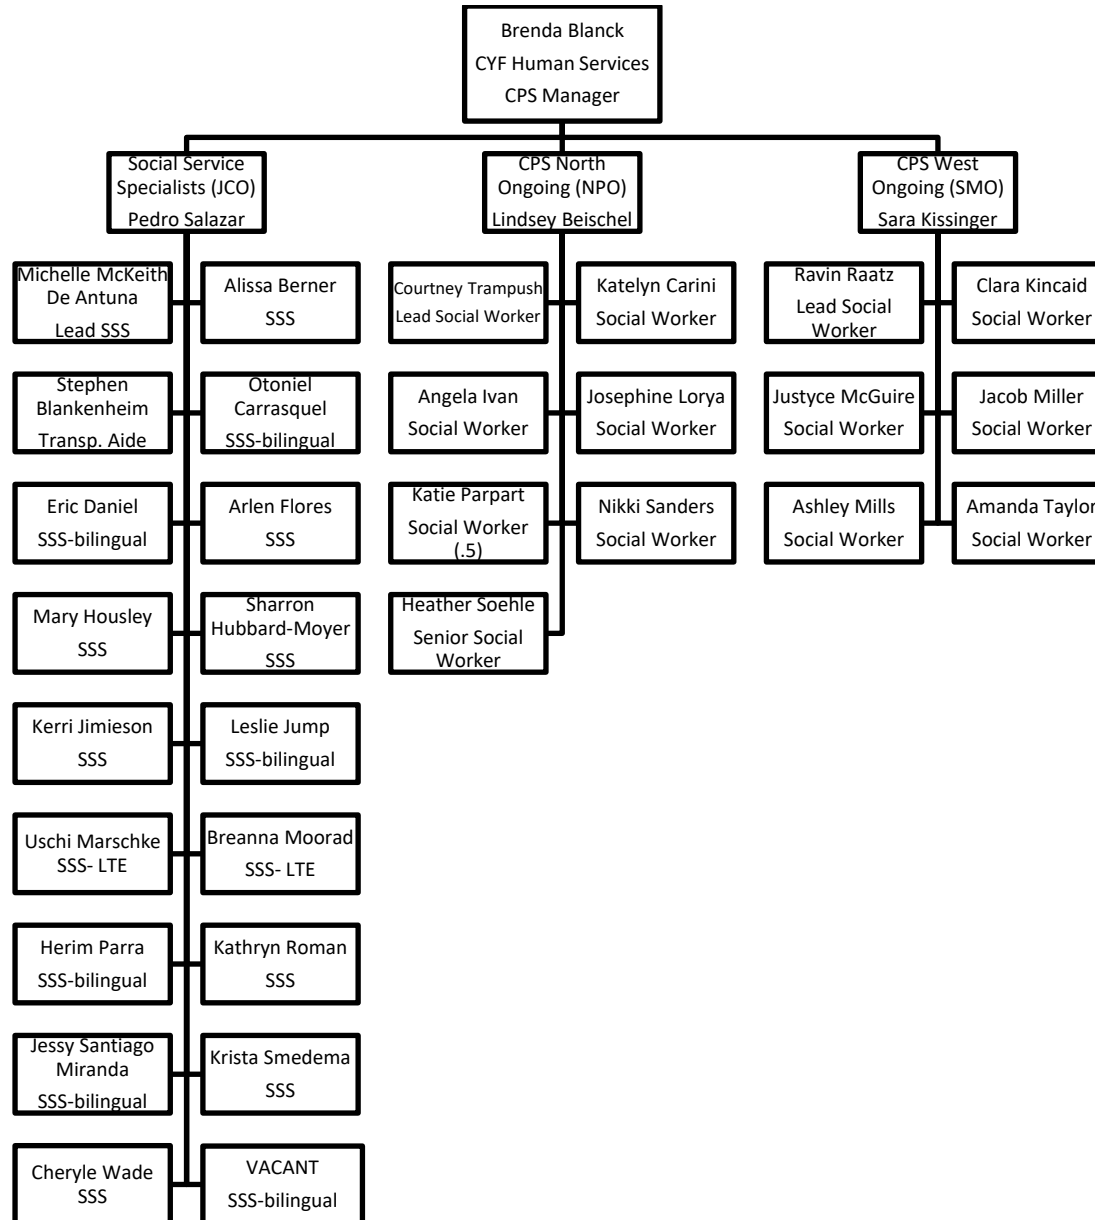 Brenda Blanck
CYF Human Services
CPS Manager
Social Service
Specialists (JCO)
Pedro Salazar
CPS North
Ongoing (NPO)
Lindsey Beischel
CPS West
Ongoing (SMO)
Sara Kissinger
Michelle McKeith
De Antuna
Lead SSS
Alissa Berner
SSS
Courtney Trampush
Lead Social Worker
Katelyn Carini
Social Worker
Ravin Raatz
Lead Social
Worker
Clara Kincaid
Social Worker
Stephen
Blankenheim
Transp. Aide
Otoniel
Carrasquel
SSS-bilingual
Angela Ivan
Social Worker
Josephine Lorya
Social Worker
Justyce McGuire
Social Worker
Jacob Miller
Social Worker
Eric Daniel
SSS-bilingual
Arlen Flores
SSS
Katie Parpart
Social Worker
(.5)
Nikki Sanders
Social Worker
Ashley Mills
Social Worker
Amanda Taylor
Social Worker
Mary Housley
SSS
Sharron
Hubbard-Moyer
SSS
Heather Soehle
Senior Social
Worker
Kerri Jimieson
SSS
Leslie Jump
SSS-bilingual
Uschi Marschke
SSS- LTE
Breanna Moorad
SSS- LTE
Herim Parra
SSS-bilingual
Kathryn Roman
SSS
Jessy Santiago
Miranda
SSS-bilingual
Krista Smedema
SSS
Cheryle Wade
SSS
VACANT
SSS-bilingual